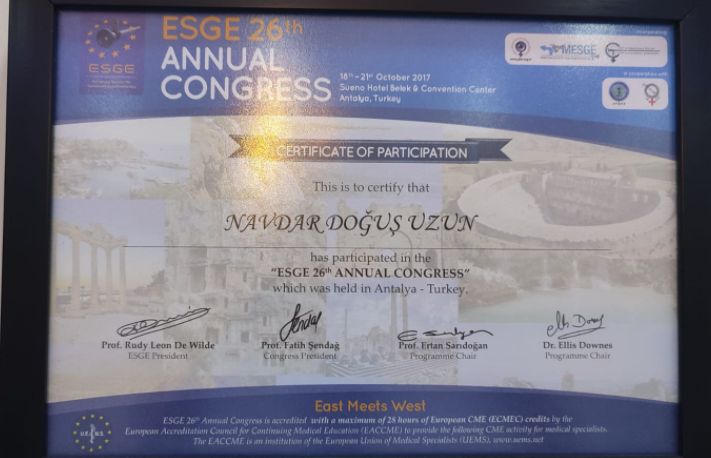 ESGE 26th
ANNUAL
CONGRESS
18th - 21st October 2017
Sueno Hotel Belek & Convention Center
Antalya, Turkey
ESGE
MESGE
CERTIFICATE OF PARTICIPATION
This is to certify that
NAVDAR DOĞUŞ UZUN
has participated in the
“ESGE 26th ANNUAL CONGRESS”
which was held in Antalya - Turkey.
Prof. Rudy Leon De Wilde
ESGE President
Prof. Fatih Şendağ
Congress President
Prof. Ertan Sarıdoğan
Programme Chair
Dr. Ellis Downes
Programme Chair
East Meets West
ESGE 26th Annual Congress is accredited with a maximum of 25 hours of European CME (ECMEC) credits by the
European Accreditation Council for Continuing Medical Education (EACCME) to provide the following CME activity for medical specialists.
The EACCME is an institution of the European Union of Medical Specialists (UEMS), www.uems.net